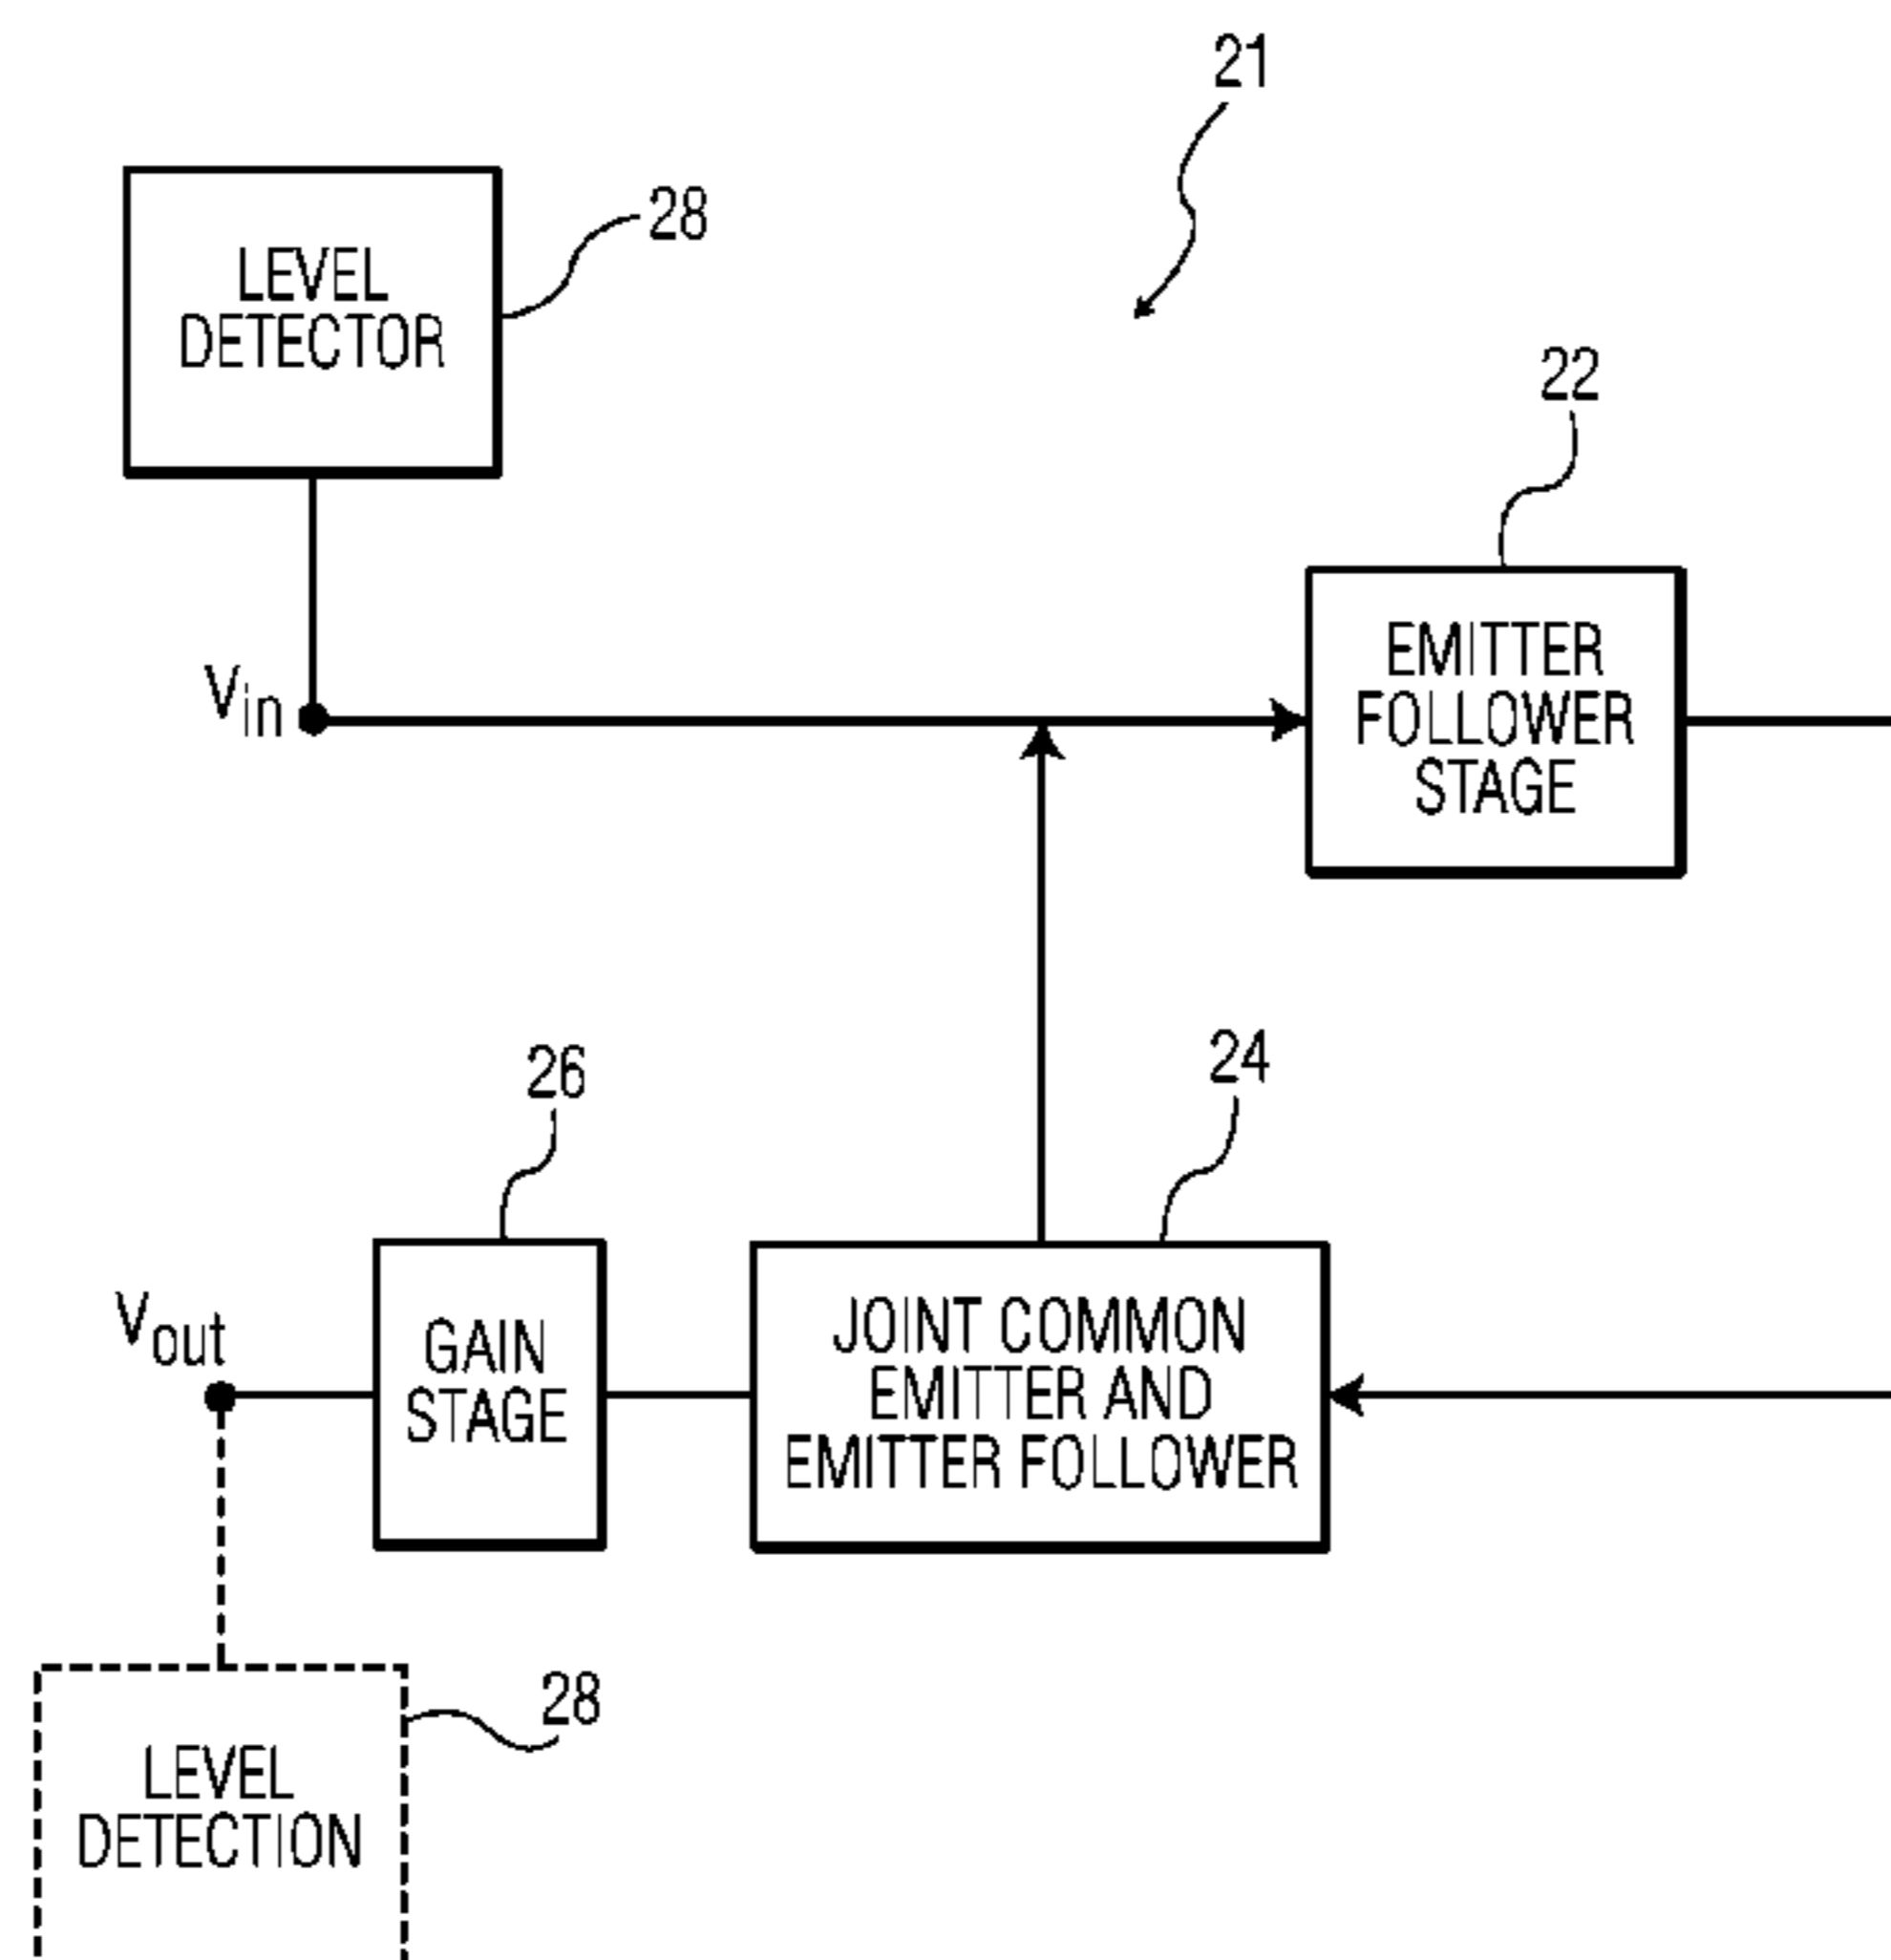 21
28
LEVEL
DETECTOR
22
Vin
EMITTER
FOLLOWER
STAGE
26
24
Vout
GAIN
STAGE
JOINT COMMON
EMITTER AND
EMITTER FOLLOWER
28
LEVEL
DETECTION